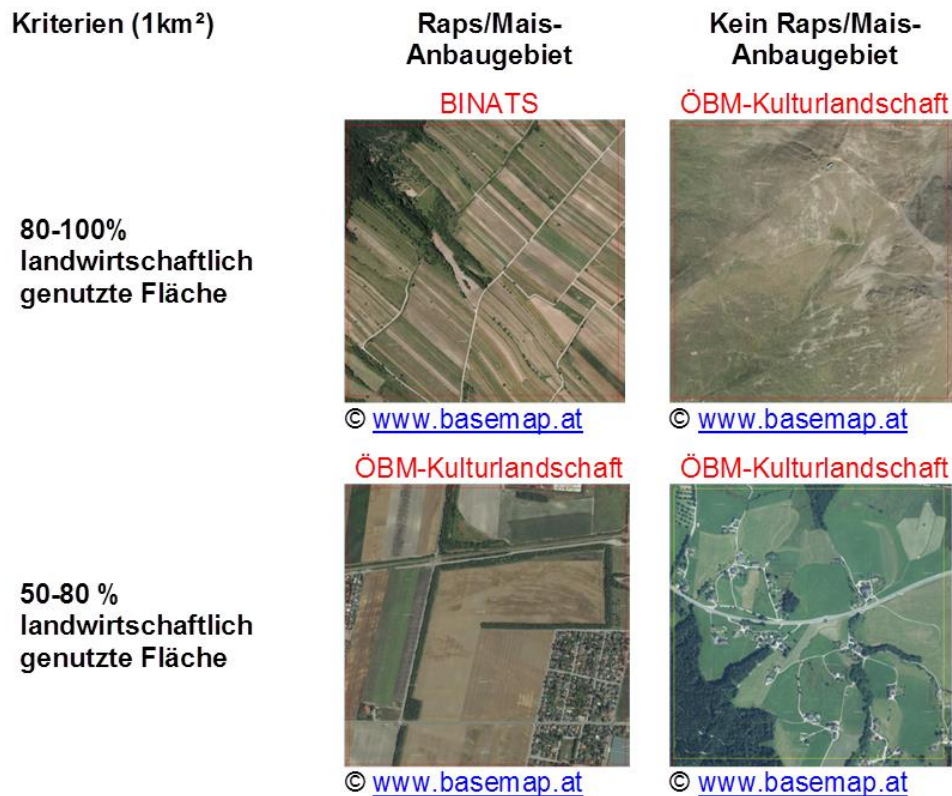 Kriterien (1km²)
Raps/Mais-
Anbaugebiet
Kein Raps/Mais-
Anbaugebiet
BINATS
ÖBM-Kulturlandschaft
80-100%
landwirtschaftlich
genutzte Fläche
© www.basemap.at
© www.basemap.at
ÖBM-Kulturlandschaft
ÖBM-Kulturlandschaft
50-80 %
landwirtschaftlich
genutzte Fläche
© www.basemap.at
© www.basemap.at